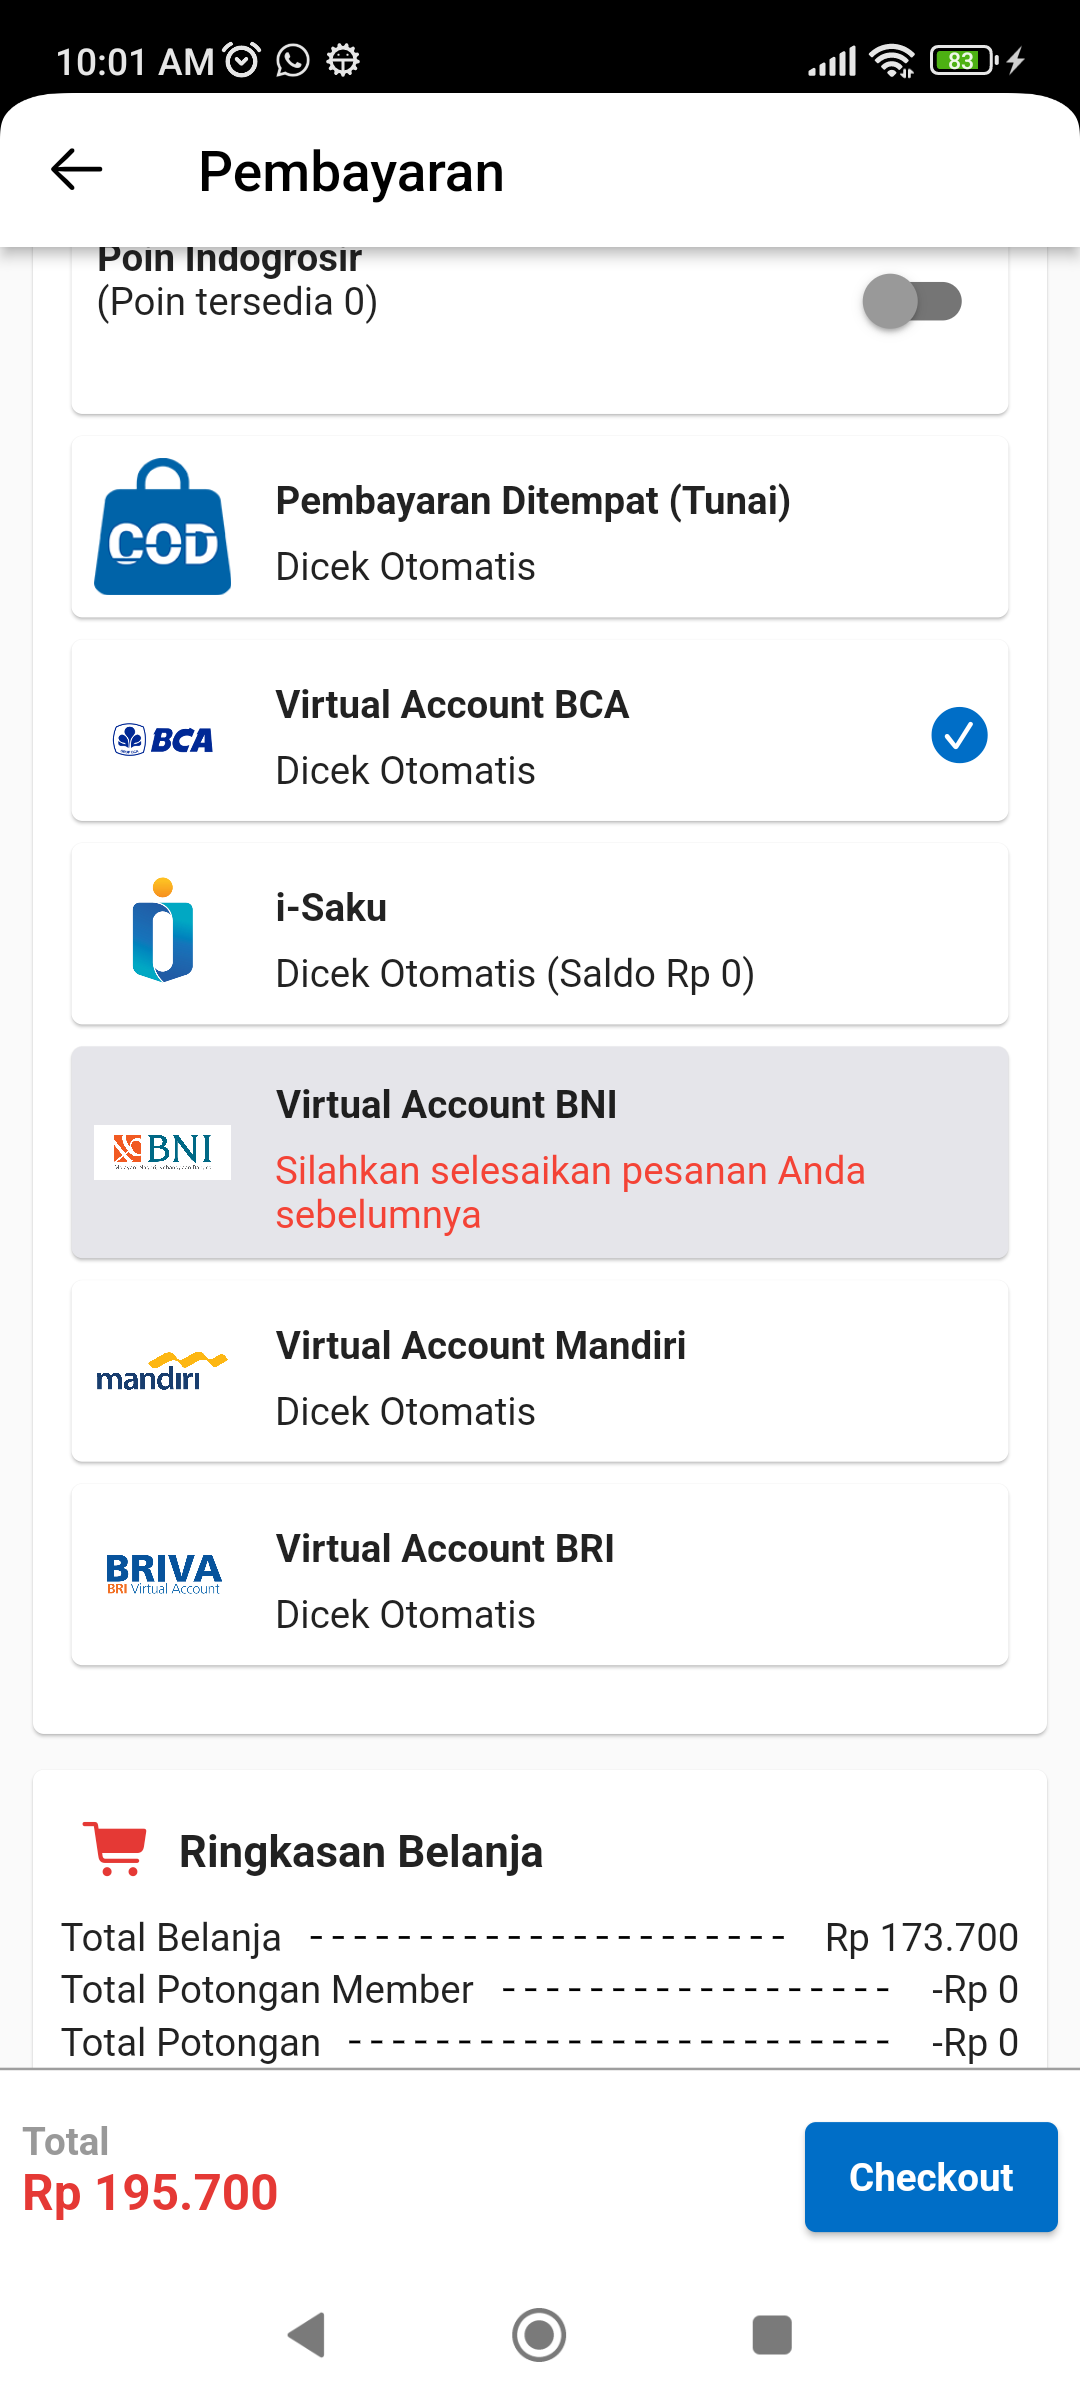 10:01 AM
83
Pembayaran
Poin Indogrosir
(Poin tersedia 0)
COD
Pembayaran Ditempat (Tunai)
Dicek Otomatis
BCA
Virtual Account BCA
Dicek Otomatis
i-Saku
Dicek Otomatis (Saldo Rp 0)
BNI
Virtual Account BNI
Silahkan selesaikan pesanan Anda
sebelumnya
mandiri
Virtual Account Mandiri
Dicek Otomatis
BRIVA
BRI Virtual Account
Virtual Account BRI
Dicek Otomatis
Ringkasan Belanja
Total Belanja ---------------------- Rp 173.700
Total Potongan Member ------------------ -Rp 0
Total Potongan ------------------------- -Rp 0
Total
Rp 195.700
Checkout